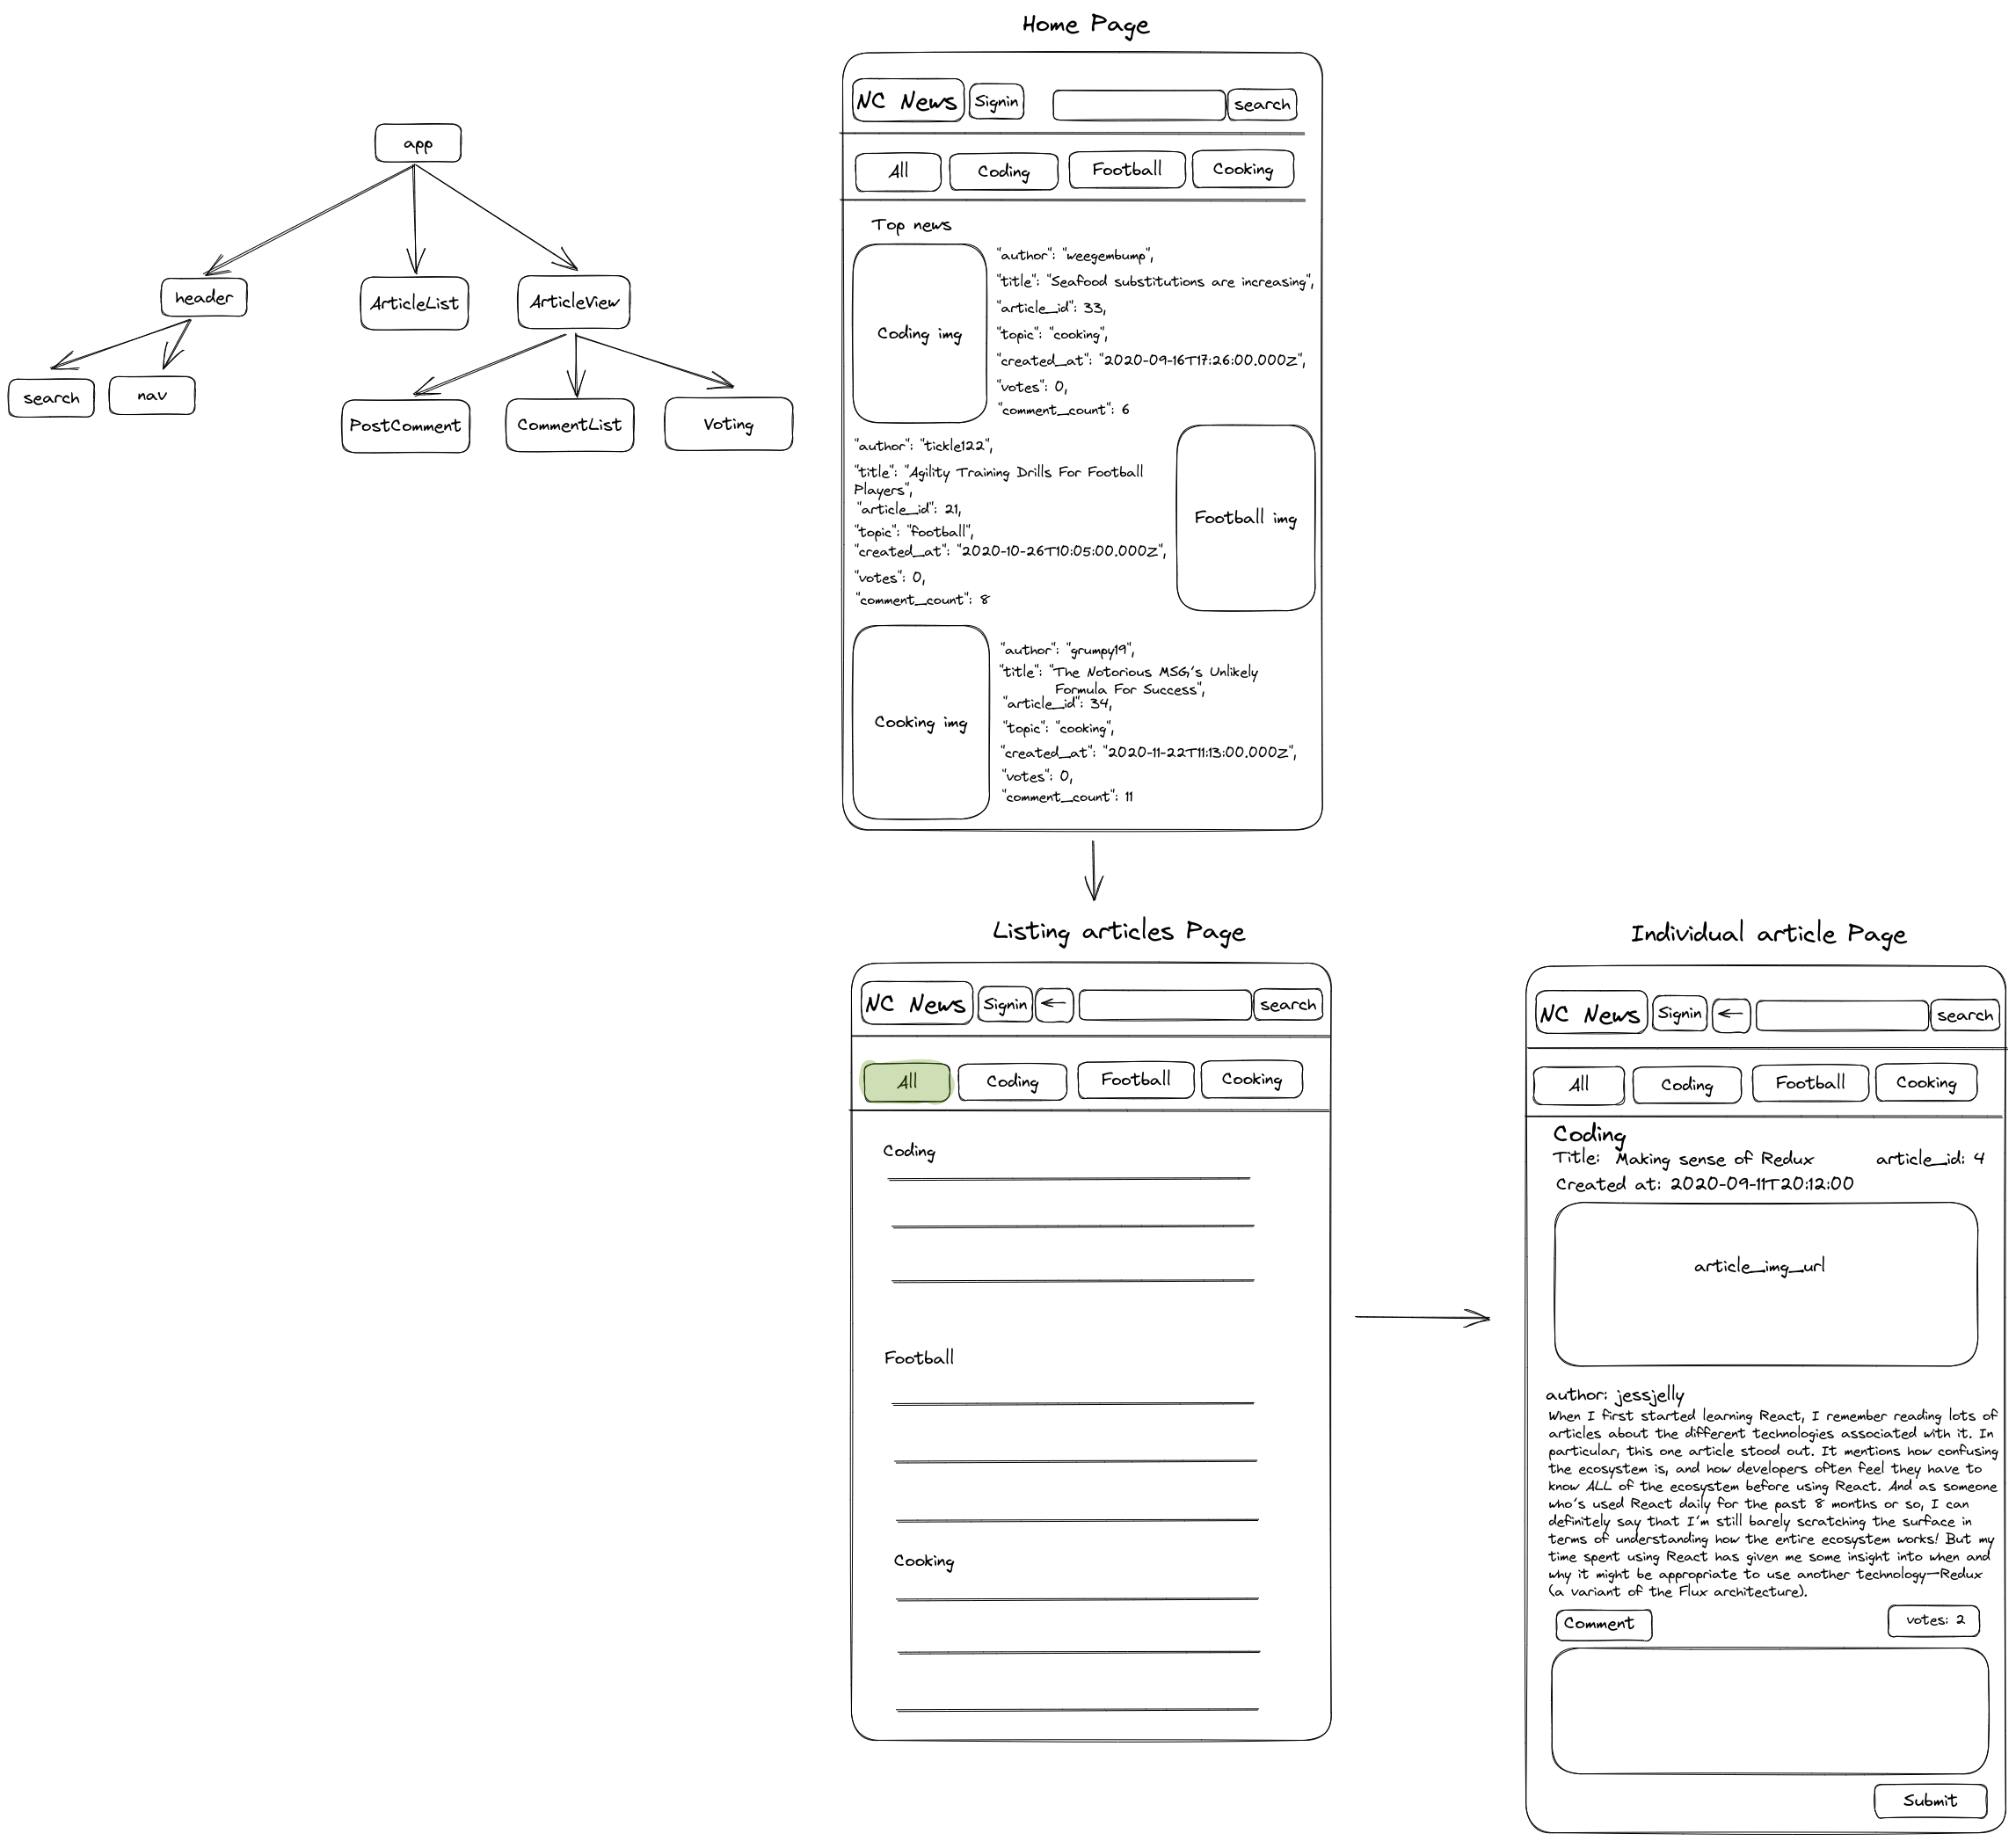 Home Page
app
header
ArticleList
ArticleView
search
nav
PostComment
CommentList
Voting
NC News
Signin
search
All
Coding
Football
Cooking
Top news
Coding img
"author": "weegembump",
"title": "Seafood substitutions are increasing",
"article_id": 33,
"topic": "cooking",
"created_at": "2020-09-16T17:26:00.000Z",
"votes": 0,
"comment_count": 6
"author": "tickle122",
"title": "Agility Training Drills For Football
Players",
"article_id": 21,
"topic": "football",
"created_at": "2020-10-26T10:05:00.000Z",
"votes": 0,
"comment_count": 8
Football img
Cooking img
"author": "grumpy19",
"title": "The Notorious MSG's Unlikely
Formula For Success",
"article_id": 34,
"topic": "cooking",
"created_at": "2020-11-22T11:13:00.000Z",
"votes": 0,
"comment_count": 11
Listing articles Page
NC News
Signin
search
All
Coding
Football
Cooking
Coding
Football
Cooking
Individual article Page
NC News
Signin
search
All
Coding
Football
Cooking
Coding
Title: Making sense of Redux
article_id: 4
Created at: 2020-09-11T20:12:00
article_img_url
author: jessjelly
When I first started learning React, I remember reading lots of
articles about the different technologies associated with it. In
particular, this one article stood out. It mentions how confusing
the ecosystem is, and how developers often feel they have to
know ALL of the ecosystem before using React. And as someone
who's used React daily for the past 8 months or so, I can
definitely say that I'm still barely scratching the surface in
terms of understanding how the entire ecosystem works! But my
time spent using React has given me some insight into when and
why it might be appropriate to use another technology—Redux
(a variant of the Flux architecture).
Comment
votes: 2
Submit